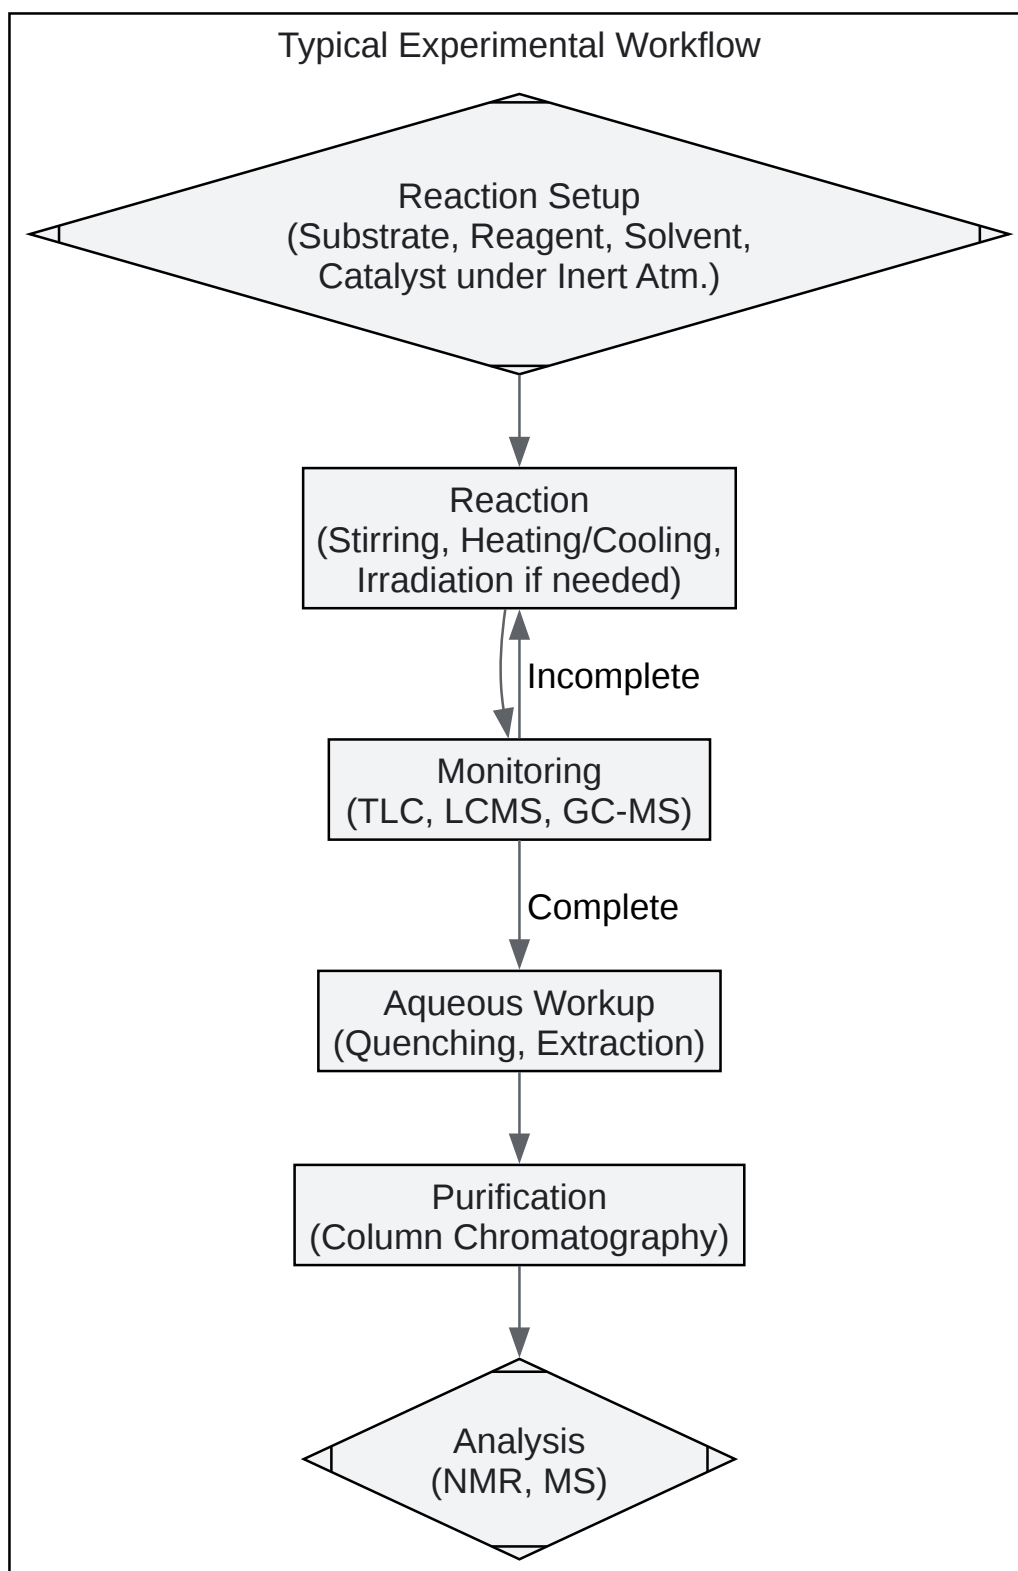 Typical Experimental Workflow
Reaction Setup
(Substrate, Reagent, Solvent,
Catalyst under Inert Atm.)
Reaction
(Stirring, Heating/Cooling,
Irradiation if needed)
Incomplete
Monitoring
(TLC, LCMS, GC-MS)
Complete
Aqueous Workup
(Quenching, Extraction)
Purification
(Column Chromatography)
Analysis
(NMR, MS)